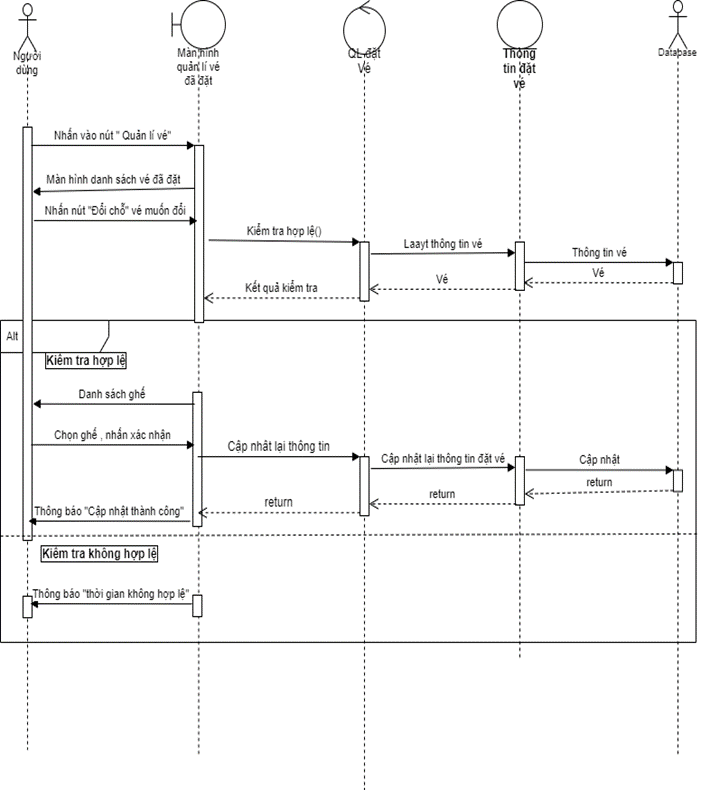 Người
dùng
Màn hình
quản lí vé
đã đặt
QL đặt
Vé
Thông
tin đặt
vé
Database
Nhấn vào nút " Quản lí vé"
Màn hình danh sách vé đã đặt
Nhấn nút "Đổi chỗ" vé muốn đổi
Kiểm tra hợp lệ()
Laayt thông tin vé
Thông tin vé
Vé
Vé
Kết quả kiểm tra
Alt
Kiểm tra hợp lệ
Danh sách ghế
Chọn ghế , nhấn xác nhận
Cập nhât lại thông tin
Cập nhât lại thông tin đặt vé
Cập nhật
return
return
return
Thông báo "Cập nhật thành công"
Kiểm tra không hợp lệ
Thông báo "thời gian không hợp lệ"